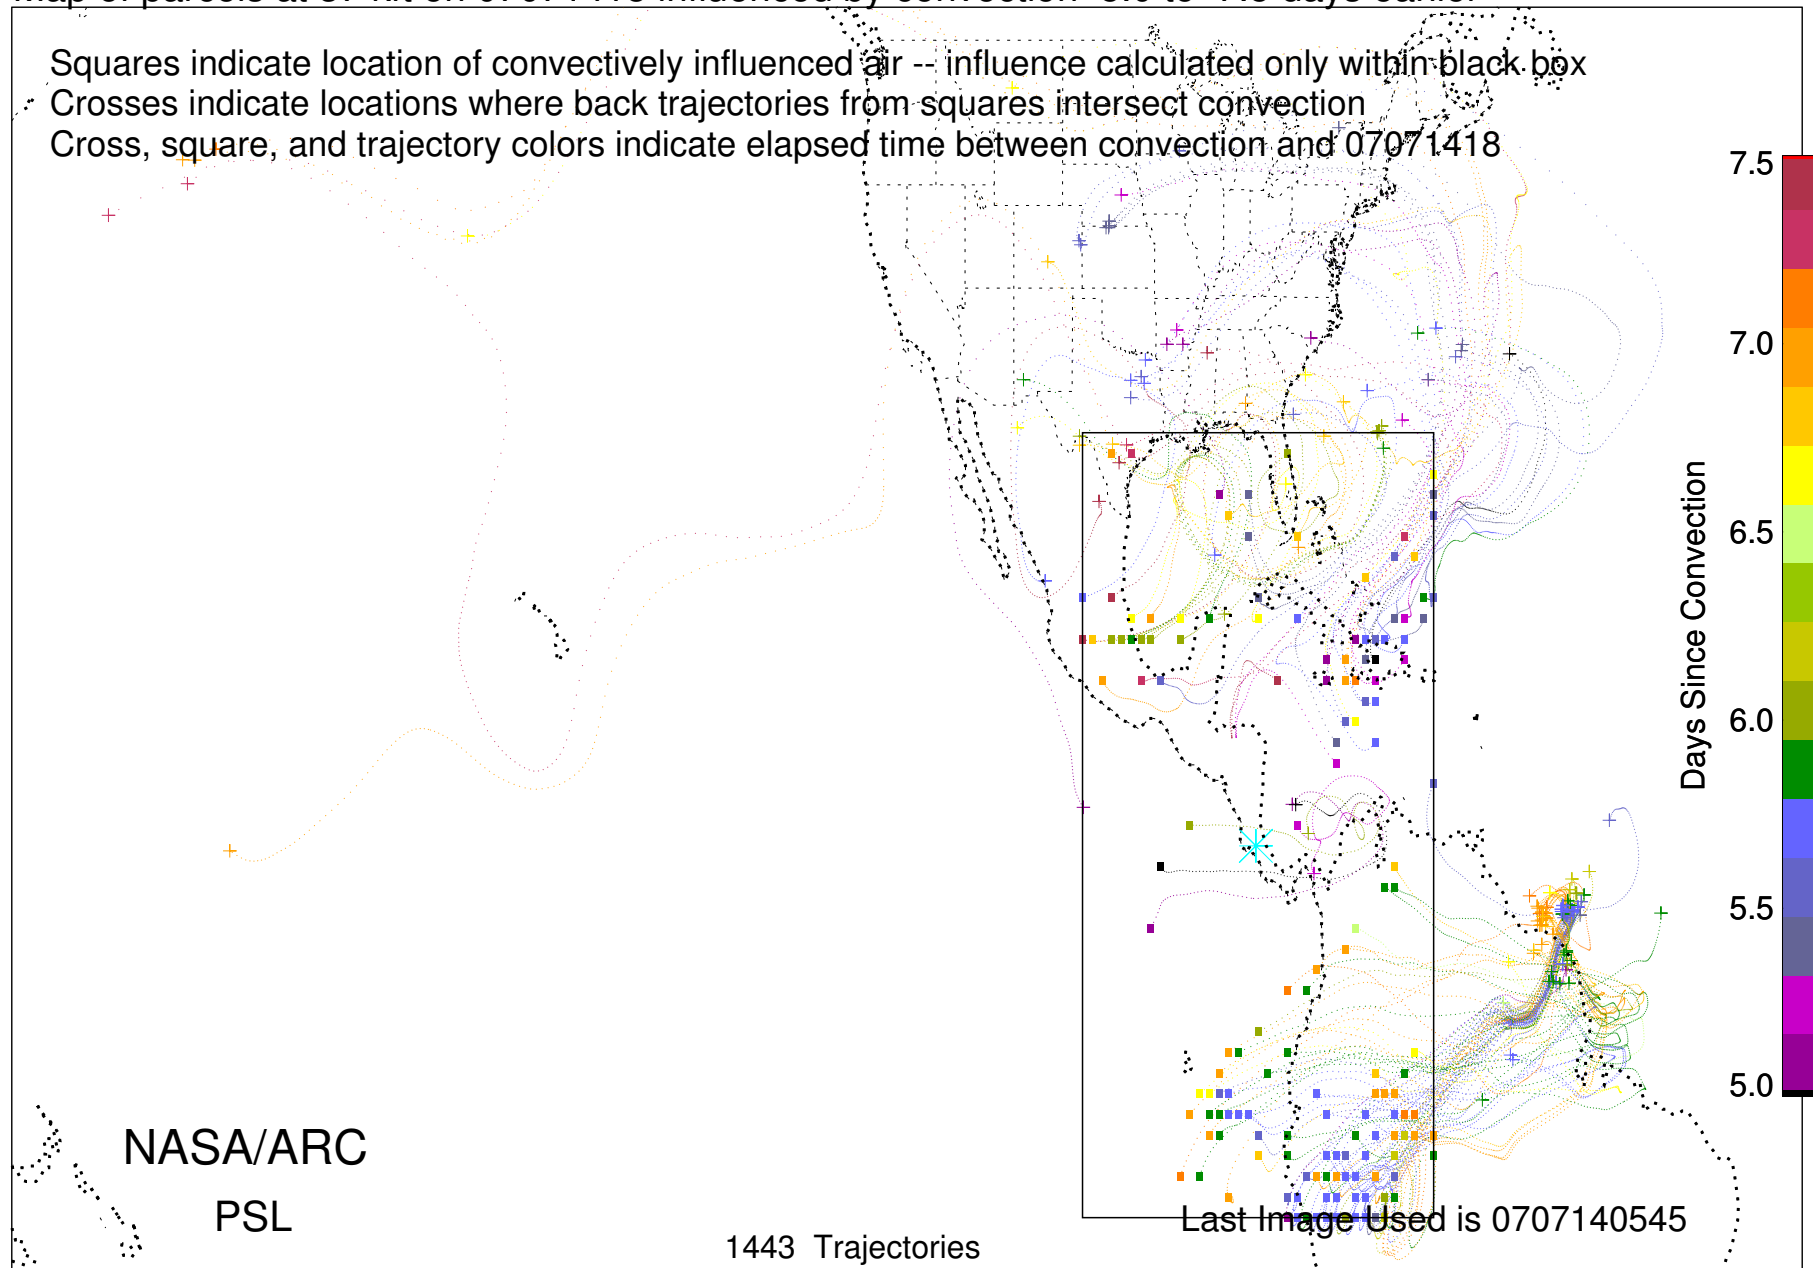 Squares indicate location of convectively influenced air -- influence calculated only within black box
Crosses indicate locations where back trajectories from squares intersect convection
Cross, square, and trajectory colors indicate elapsed time between convection and 07071418
7.5
7.0
6.5
6.0
5.5
5.0
Days Since Convection
NASA/ARC
PSL
Last Image Used is 0707140545
1443 Trajectories